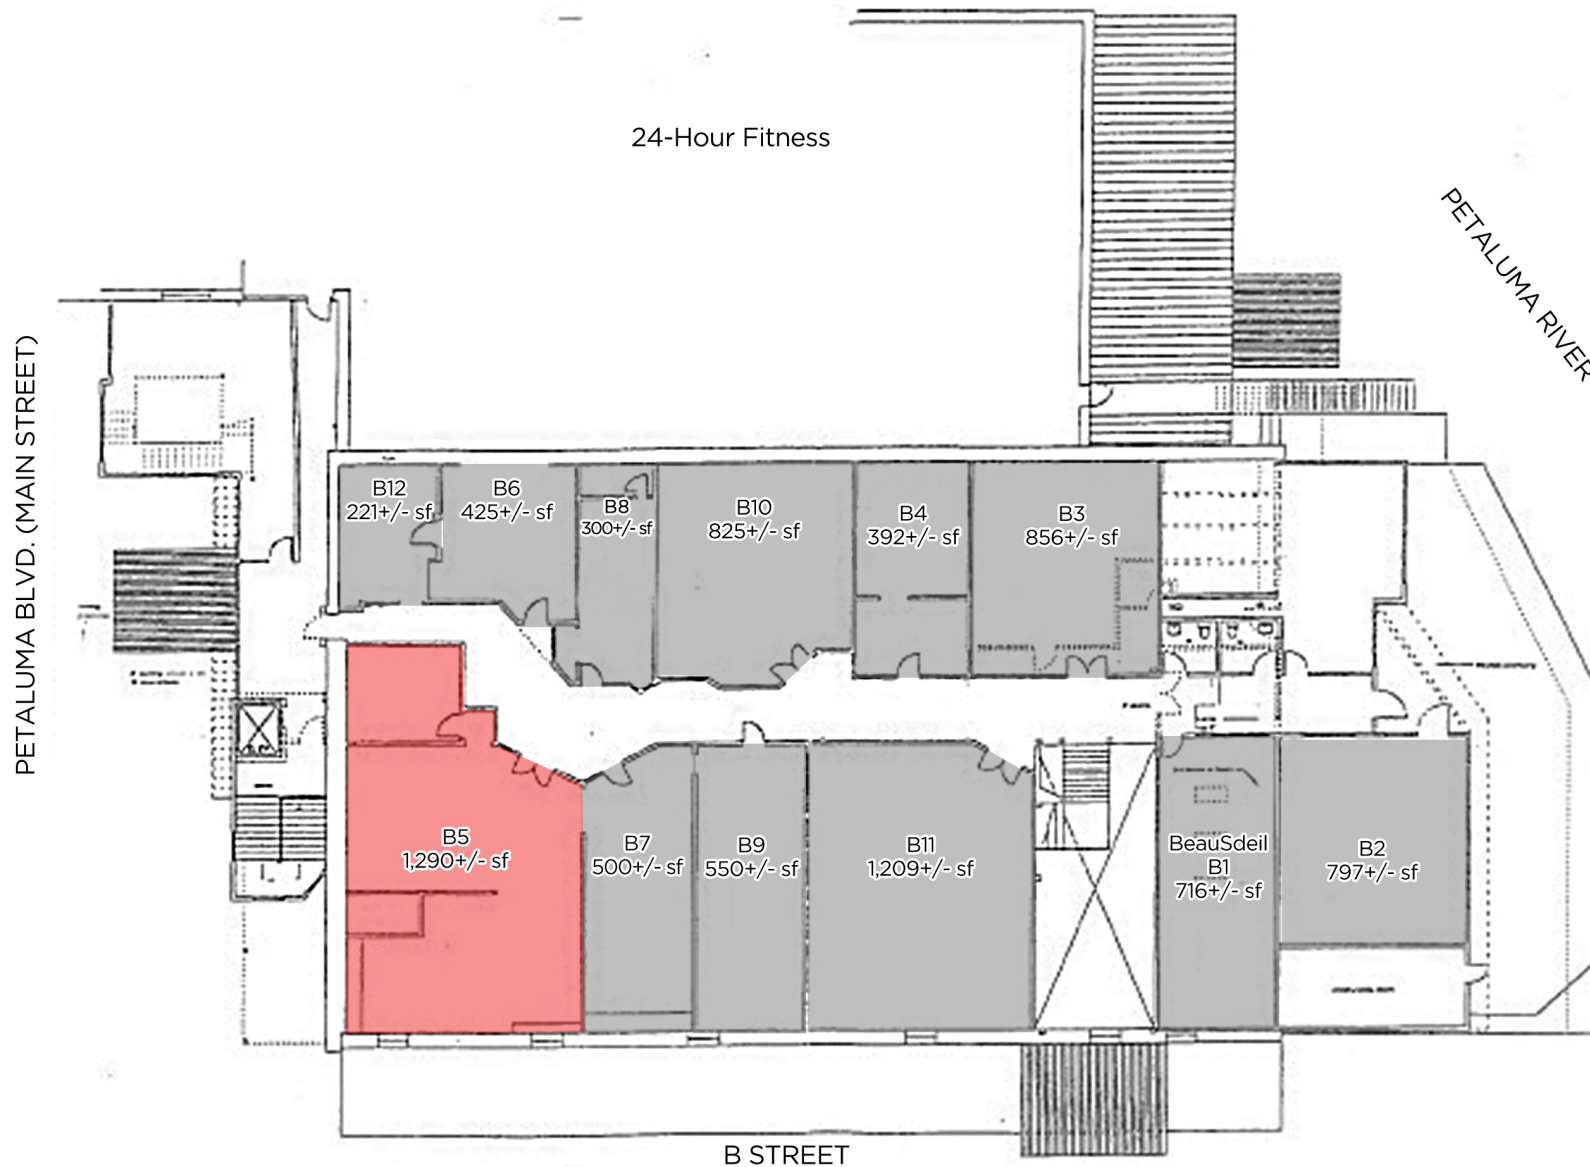 24-Hour Fitness
PETALUMA RIVER
PETALUMA BLVD. (MAIN STREET)
B12
221+/- sf
B6
425+/- sf
B8
300+/- sf
B10
825+/- sf
B4
392+/- sf
B3
856+/- sf
B5
1,290+/- sf
B7
500+/- sf
B9
550+/- sf
B11
1,209+/- sf
BeauSdeil
B1
716+/- sf
B2
797+/- sf
B STREET